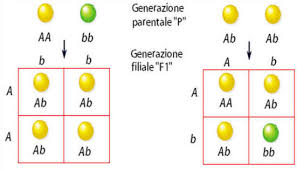 Generazione
parentale "P"
AA bb
Ab Ab
Generazione
filiale "F1"
b b
A Ab Ab
A Ab Ab
A b
A AA Ab
b Ab bb